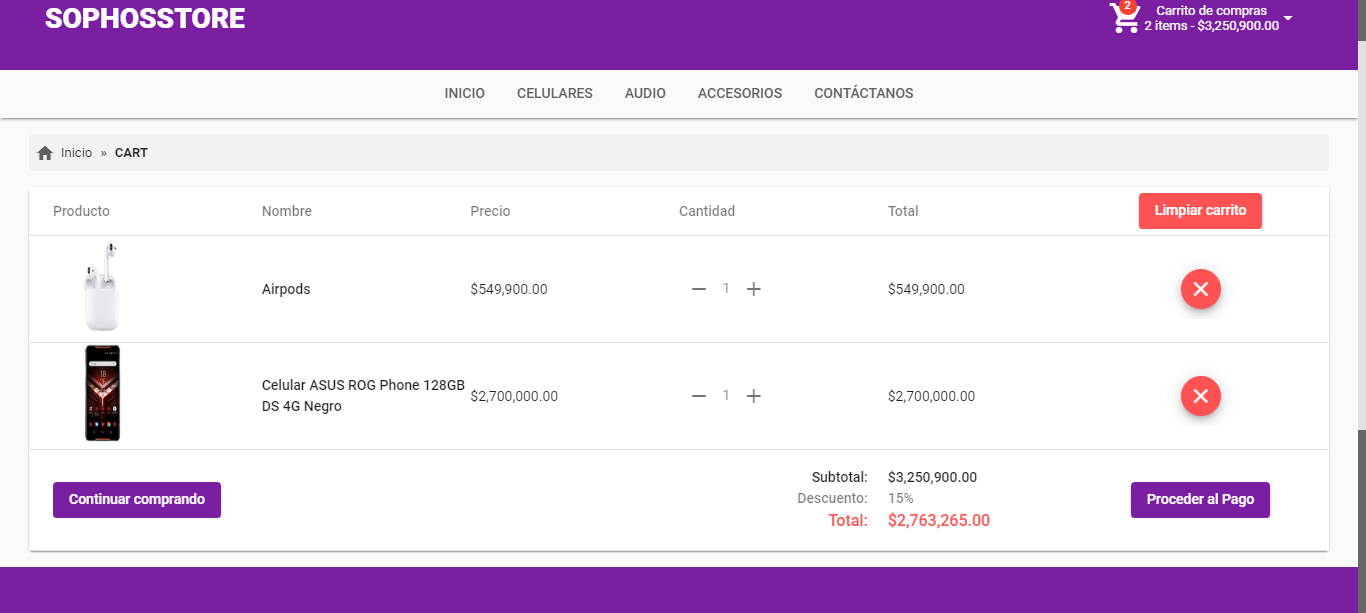 SOPHOSSTORE
2
Carrito de compras
2 items - $3,250,900.00
INICIO CELULARES AUDIO ACCESORIOS CONTÁCTANOS
Inicio » CART
Producto Nombre Precio Cantidad Total Limpiar carrito
Airpods $549,900.00 1 $549,900.00
Celular ASUS ROG Phone 128GB
DS 4G Negro
$2,700,000.00 1 $2,700,000.00
Subtotal: $3,250,900.00
Descuento: 15%
Total: $2,763,265.00
Continuar comprando
Proceder al Pago